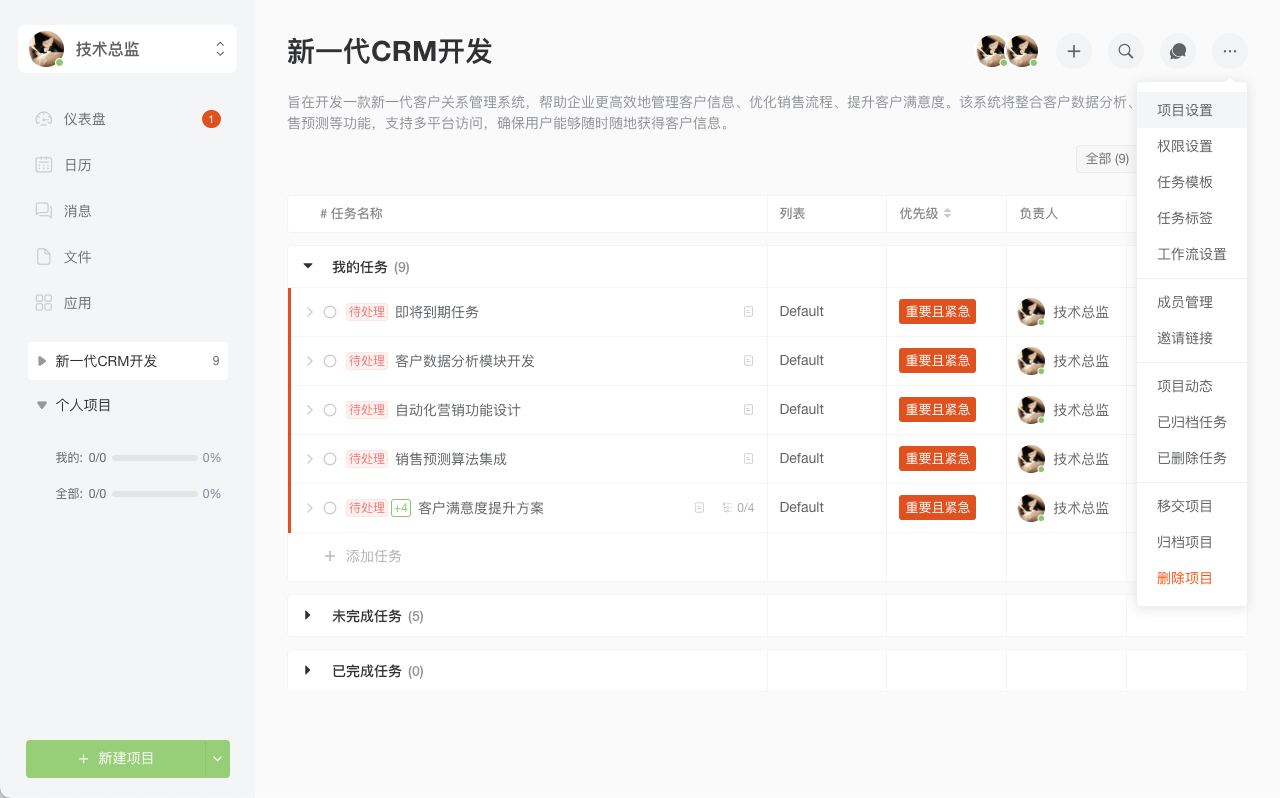 技术总监
仪表盘
1
日历
消息
文件
应用
新一代CRM开发 9
个人项目
我的: 0/0 0%
全部: 0/0 0%
+ 新建项目
新一代CRM开发
旨在开发一款新一代客户关系管理系统，帮助企业更高效地管理客户信息、优化销售流程、提升客户满意度。该系统将整合客户数据分析、
售预测等功能，支持多平台访问，确保用户能够随时随地获得客户信息。
全部 (9)
# 任务名称 列表 优先级 负责人
我的任务 (9)
待处理 即将到期任务 Default 重要且紧急 技术总监
待处理 客户数据分析模块开发 Default 重要且紧急 技术总监
待处理 自动化营销功能设计 Default 重要且紧急 技术总监
待处理 销售预测算法集成 Default 重要且紧急 技术总监
待处理 +4 客户满意度提升方案 0/4 Default 重要且紧急 技术总监
+ 添加任务
未完成任务 (5)
已完成任务 (0)
项目设置
权限设置
任务模板
任务标签
工作流设置
成员管理
邀请链接
项目动态
已归档任务
已删除任务
移交项目
归档项目
删除项目